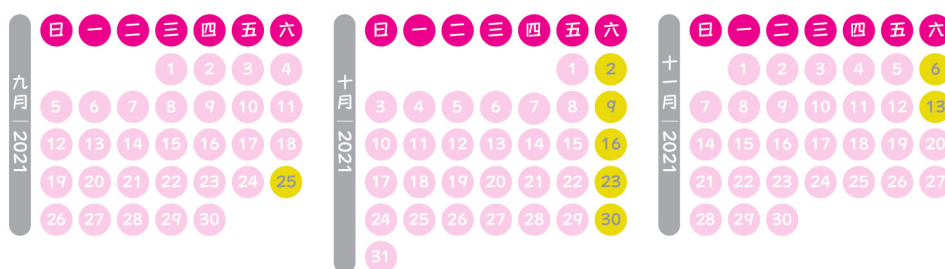 九月 2021
日 一 二 三 四 五 六
1 2 3 4
5 6 7 8 9 10 11
12 13 14 15 16 17 18
19 20 21 22 23 24 25
26 27 28 29 30
十月 2021
日 一 二 三 四 五 六
1 2
3 4 5 6 7 8 9
10 11 12 13 14 15 16
17 18 19 20 21 22 23
24 25 26 27 28 29 30
31
十一月 2021
日 一 二 三 四 五 六
1 2 3 4 5 6
7 8 9 10 11 12 13
14 15 16 17 18 19 20
21 22 23 24 25 26 27
28 29 30